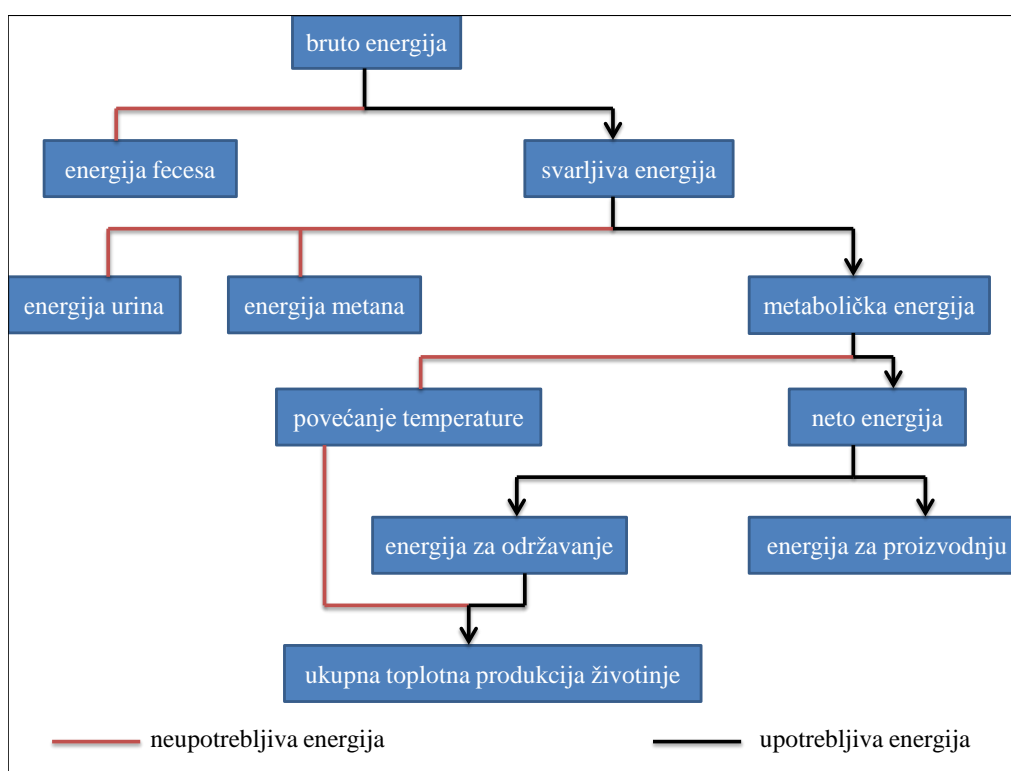 bruto energija
energija fecesa
svarljiva energija
energija urina
energija metana
metabolička energija
povećanje temperature
neto energija
energija za održavanje
energija za proizvodnju
ukupna toplotna produkcija životinje
neupotrebljiva energija
upotrebljiva energija